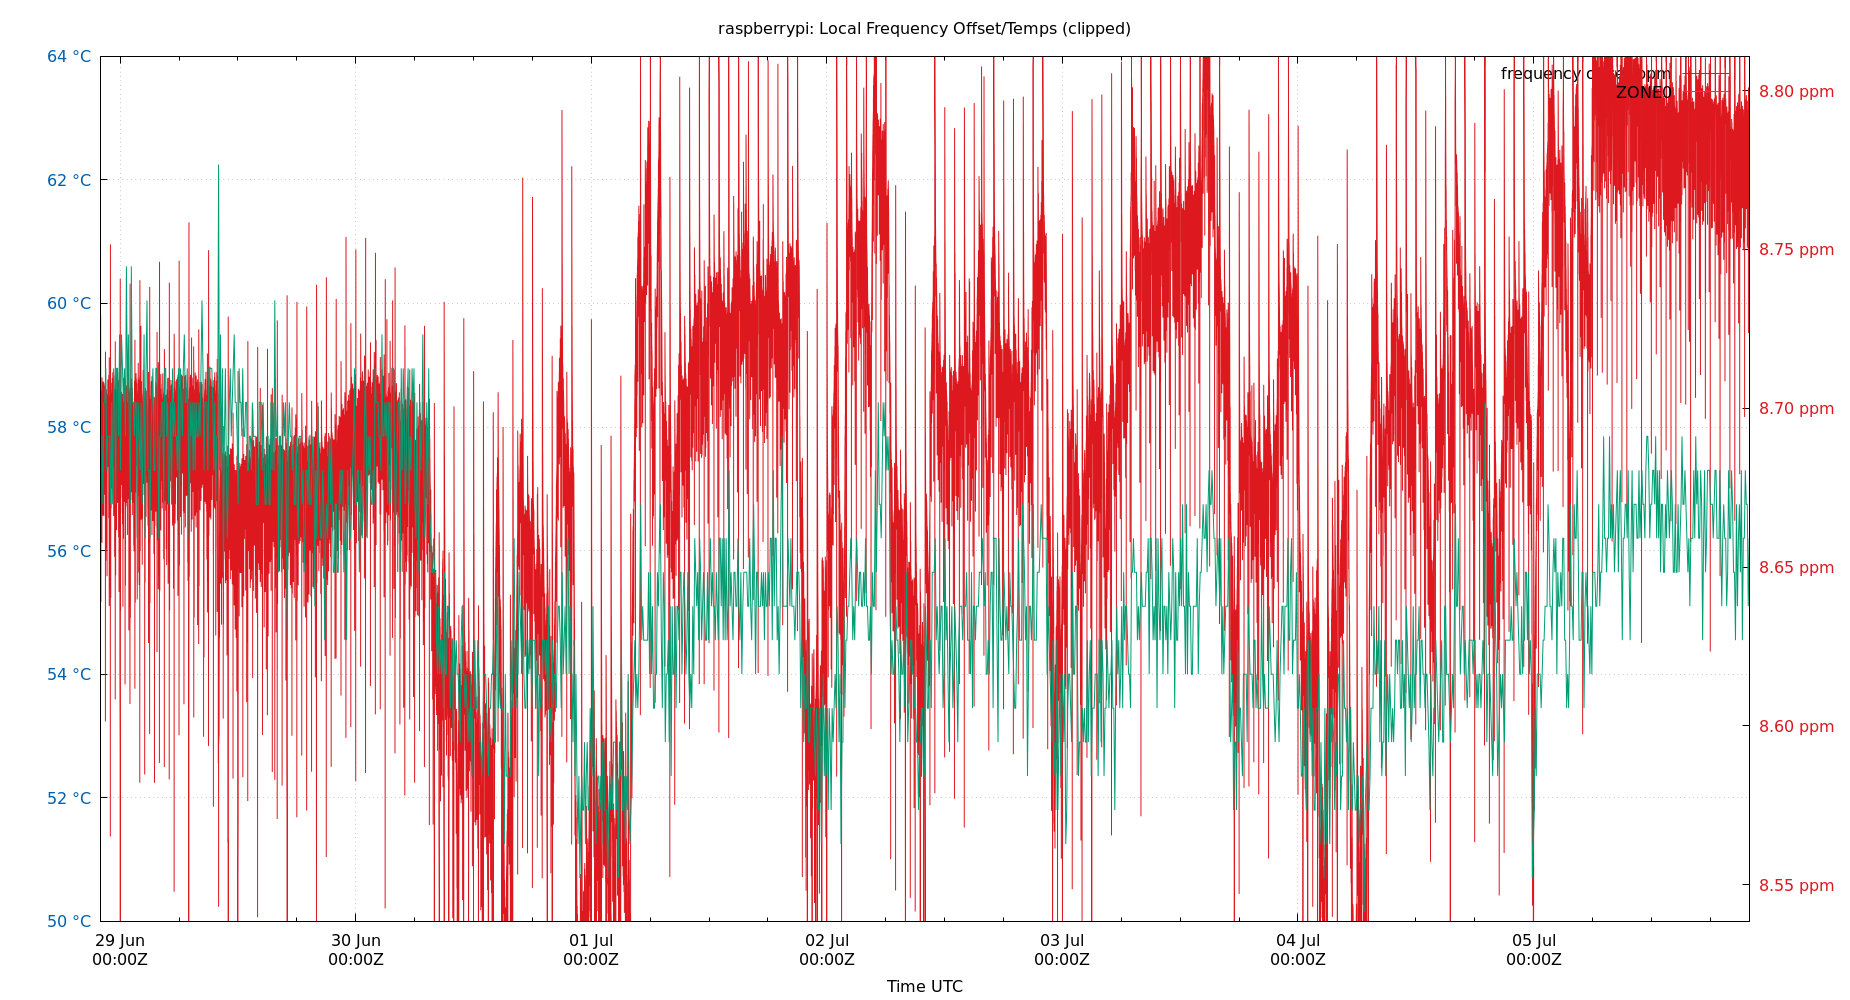 raspberrypi: Local Frequency Offset/Temps (clipped)
64 °C
62 °C
60 °C
58 °C
56 °C
54 °C
52 °C
50 °C
frequency ppm
ZONE0
8.80 ppm
8.75 ppm
8.70 ppm
8.65 ppm
8.60 ppm
8.55 ppm
29 Jun 30 Jun 01 Jul 02 Jul 03 Jul 04 Jul 05 Jul
00:00Z 00:00Z 00:00Z 00:00Z 00:00Z 00:00Z 00:00Z
Time UTC